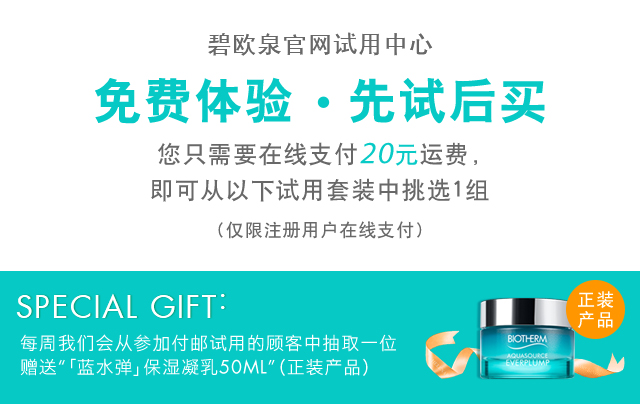 碧欧泉官网试用中心
免费体验·先试后买
您只需要在线支付20元运费，
即可从以下试用套装中挑选1组
（仅限注册用户在线支付）
SPECIAL GIFT:
每周我们会从参加付邮试用的顾客中抽取一位
赠送“「蓝水弹」保湿凝乳50ML”（正装产品）
正装
产品
BIOTHERM
AQUASOURCE
EVERPLUMP